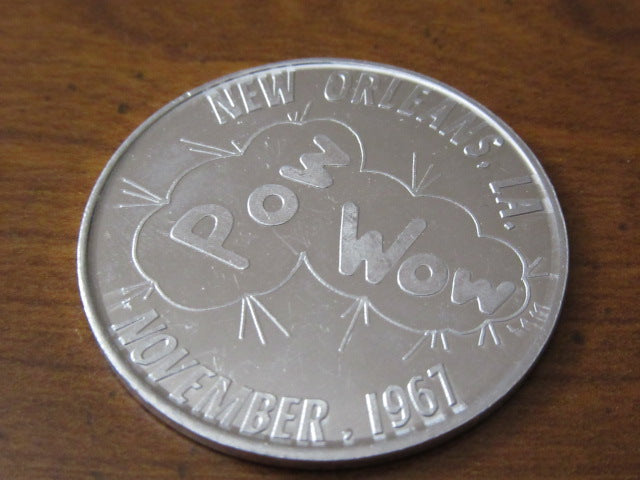 NEW ORLEANS, LA.
POW
WOW
NOVEMBER, 1967